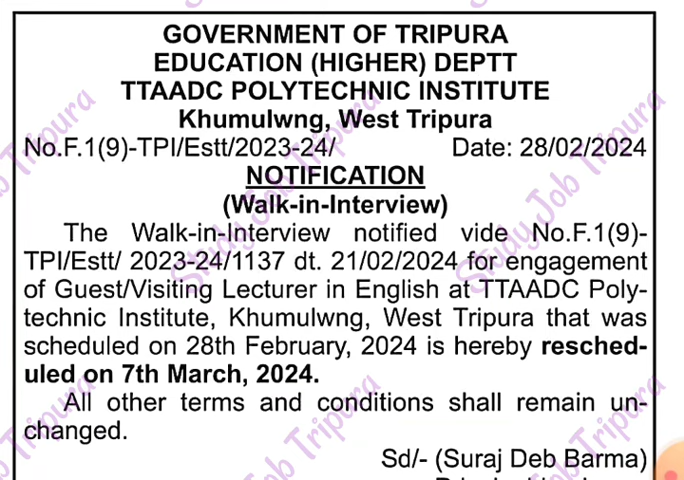 GOVERNMENT OF TRIPURA
EDUCATION (HIGHER) DEPTT
TTAADC POLYTECHNIC INSTITUTE
Khumulwng, West Tripura
No.F.1(9)-TPI/Estt/2023-24/ Date: 28/02/2024
NOTIFICATION
(Walk-in-Interview)
The Walk-in-Interview notified vide No.F.1(9)-
TPI/Estt/ 2023-24/1137 dt. 21/02/2024 for engagement
of Guest/Visiting Lecturer in English at TTAADC Poly-
technic Institute, Khumulwng, West Tripura that was
scheduled on 28th February, 2024 is hereby resched-
uled on 7th March, 2024.
All other terms and conditions shall remain un-
changed.
Sd/- (Suraj Deb Barma)
Study Job Tripura